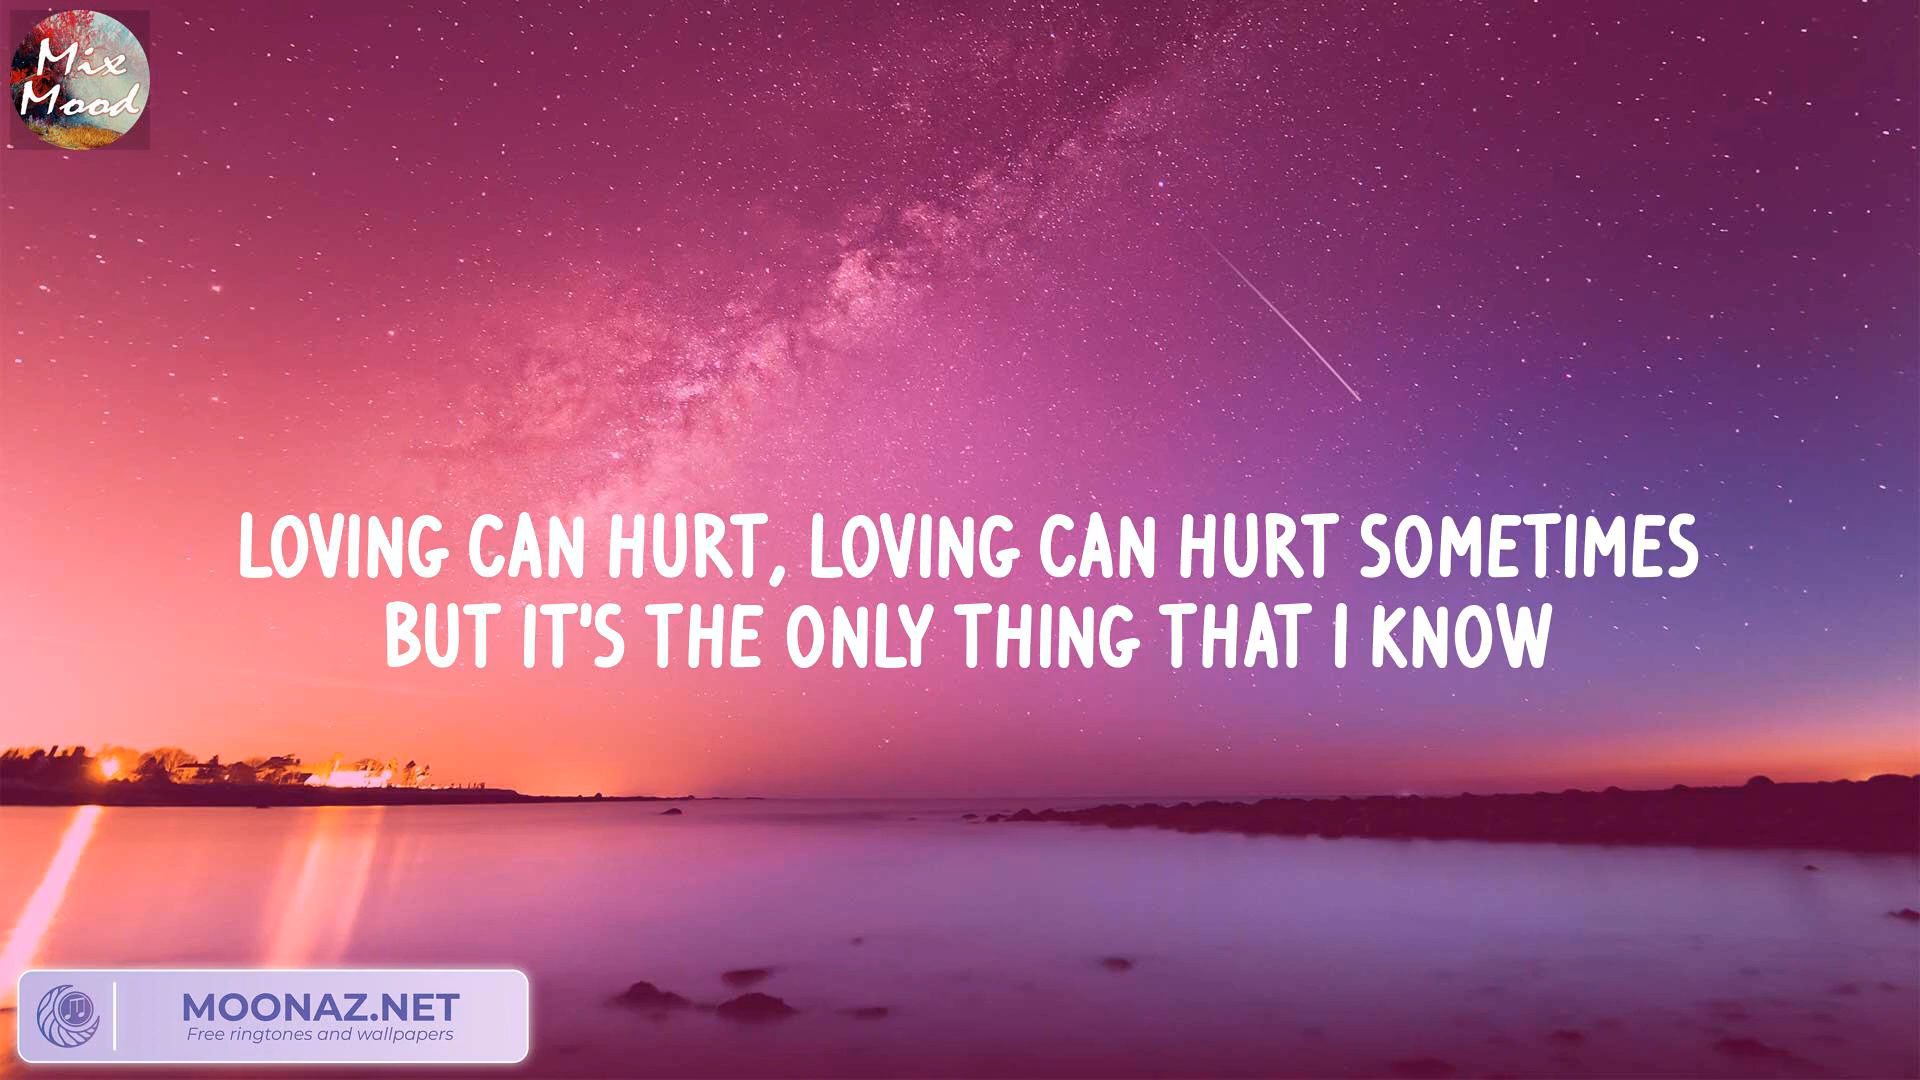 Mix
Mood
LOVING CAN HURT, LOVING CAN HURT SOMETIMES
BUT IT'S THE ONLY THING THAT I KNOW
MOONAZ.NET
Free ringtones and wallpapers